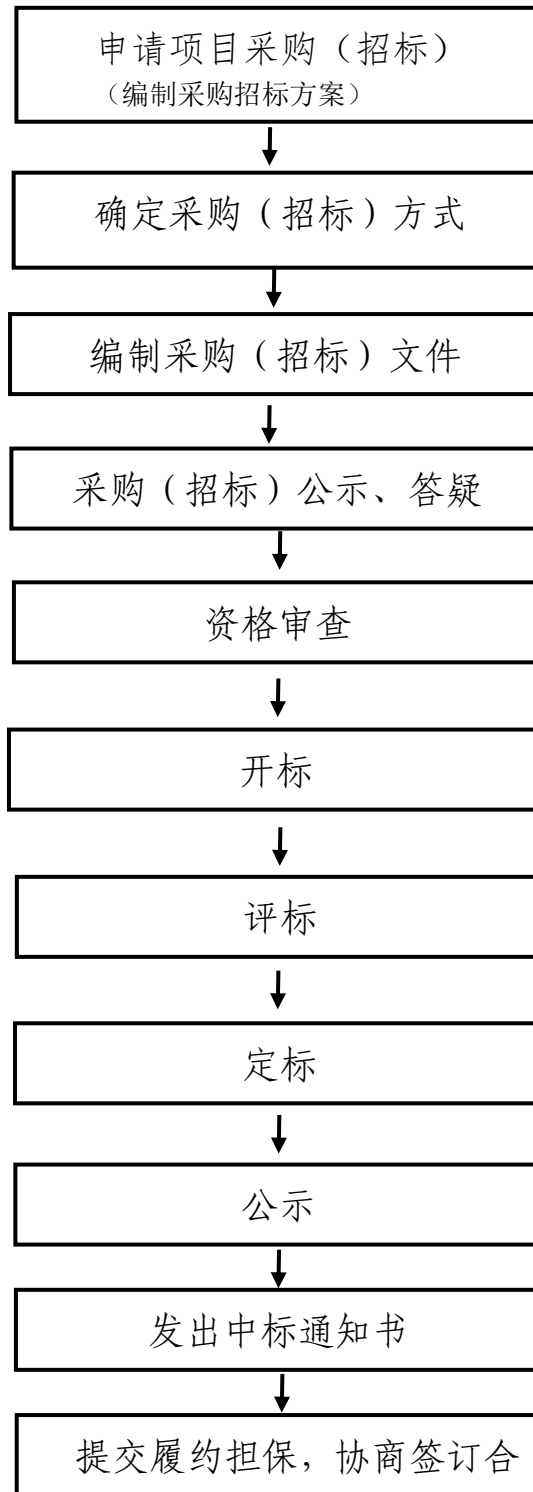 申请项目采购（招标）
（编制采购招标方案）
确定采购（招标）方式
编制采购（招标）文件
采购（招标）公示、答疑
资格审查
开标
评标
定标
公示
发出中标通知书
提交履约担保，协商签订合